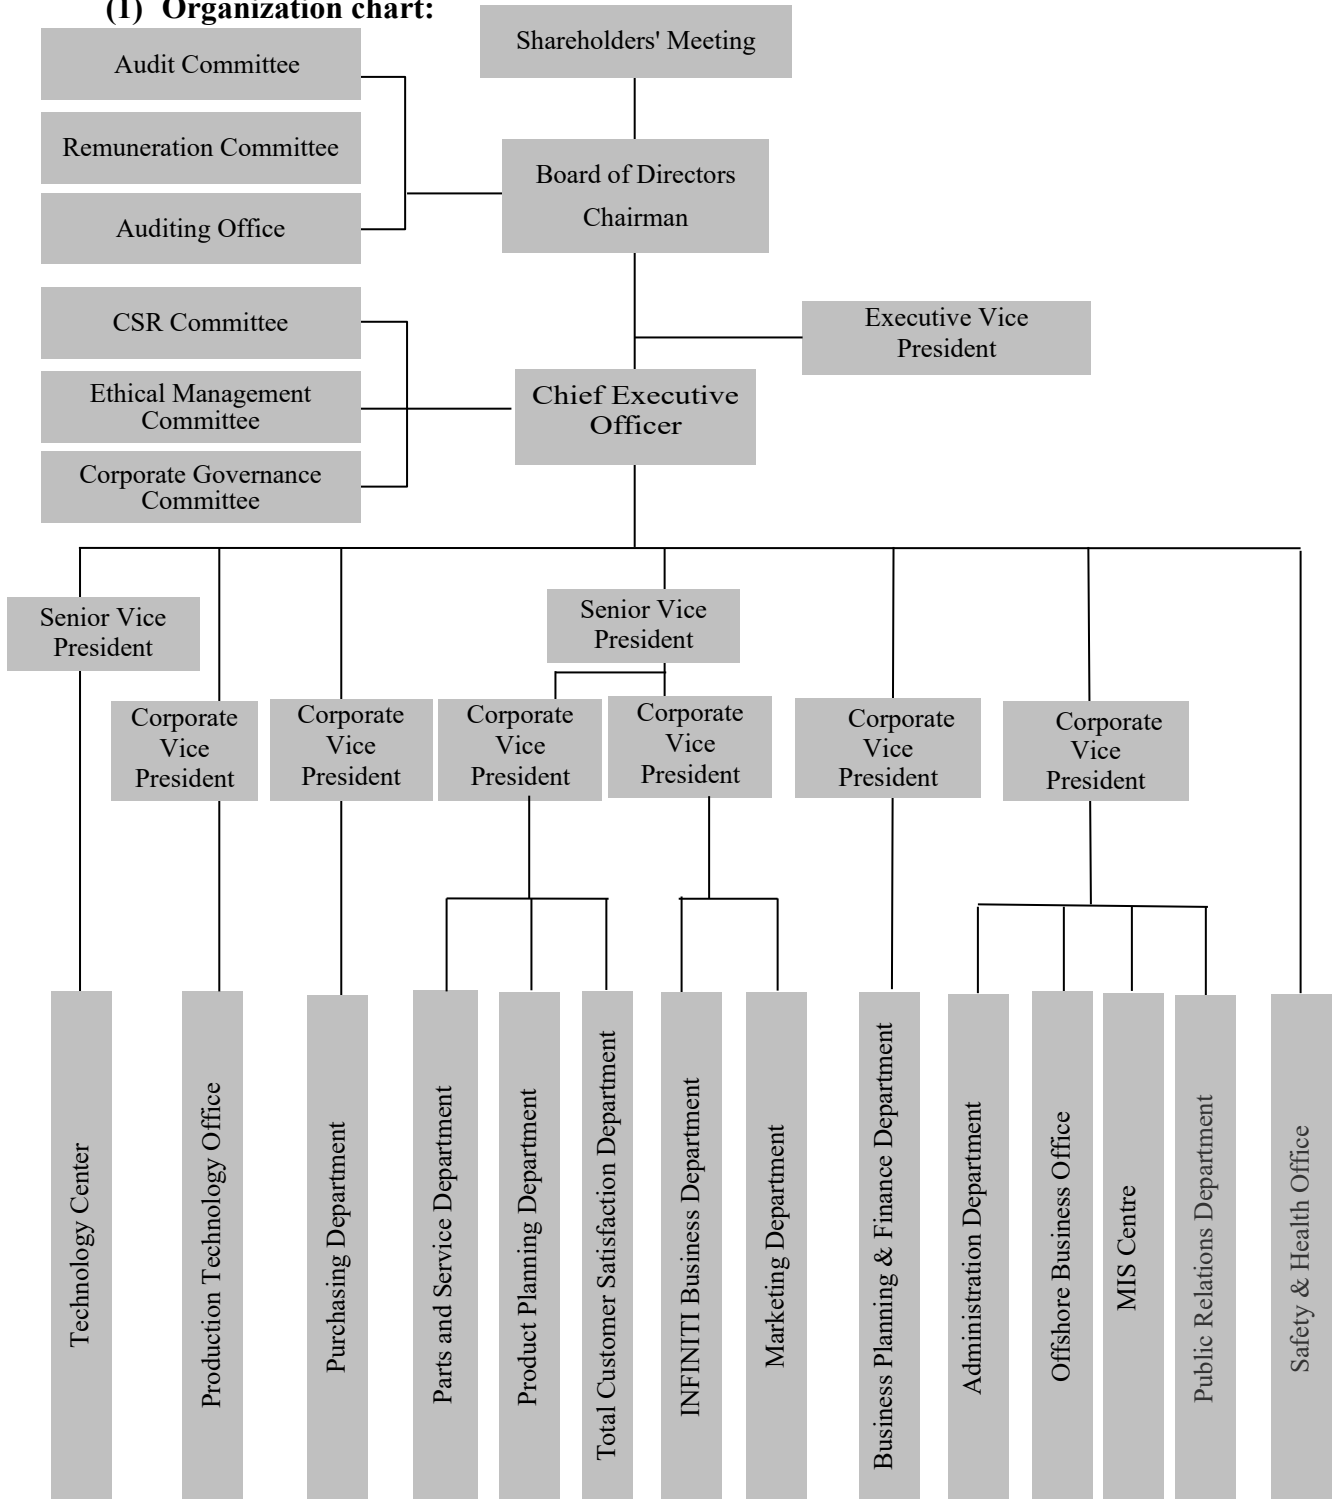 (1) Organization chart:
Shareholders' Meeting
Audit Committee
Remuneration Committee
Board of Directors
Chairman
Auditing Office
CSR Committee
Executive Vice
President
Ethical Management
Committee
Chief Executive
Officer
Corporate Governance
Committee
Senior Vice
President
Senior Vice
President
Corporate
Vice
President
Corporate
Vice
President
Corporate
Vice
President
Corporate
Vice
President
Corporate
Vice
President
Corporate
Vice
President
Technology Center
Production Technology Office
Purchasing Department
Parts and Service Department
Product Planning Department
Total Customer Satisfaction Department
INFINITI Business Department
Marketing Department
Business Planning & Finance Department
Administration Department
Offshore Business Office
MIS Centre
Public Relations Department
Safety & Health Office